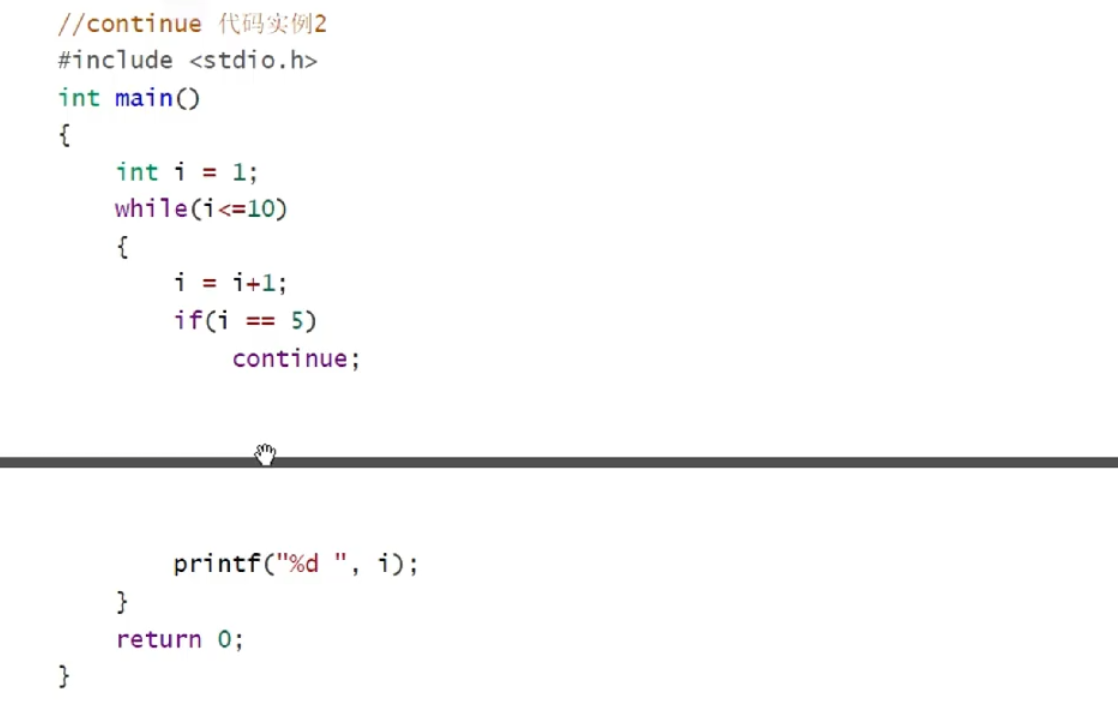 //continue 代码实例2
#include <stdio.h>
int main()
{
    int i = 1;
    while(i<=10)
    {
        i = i+1;
        if(i == 5)
            continue;
        printf("%d ", i);
    }
    return 0;
}